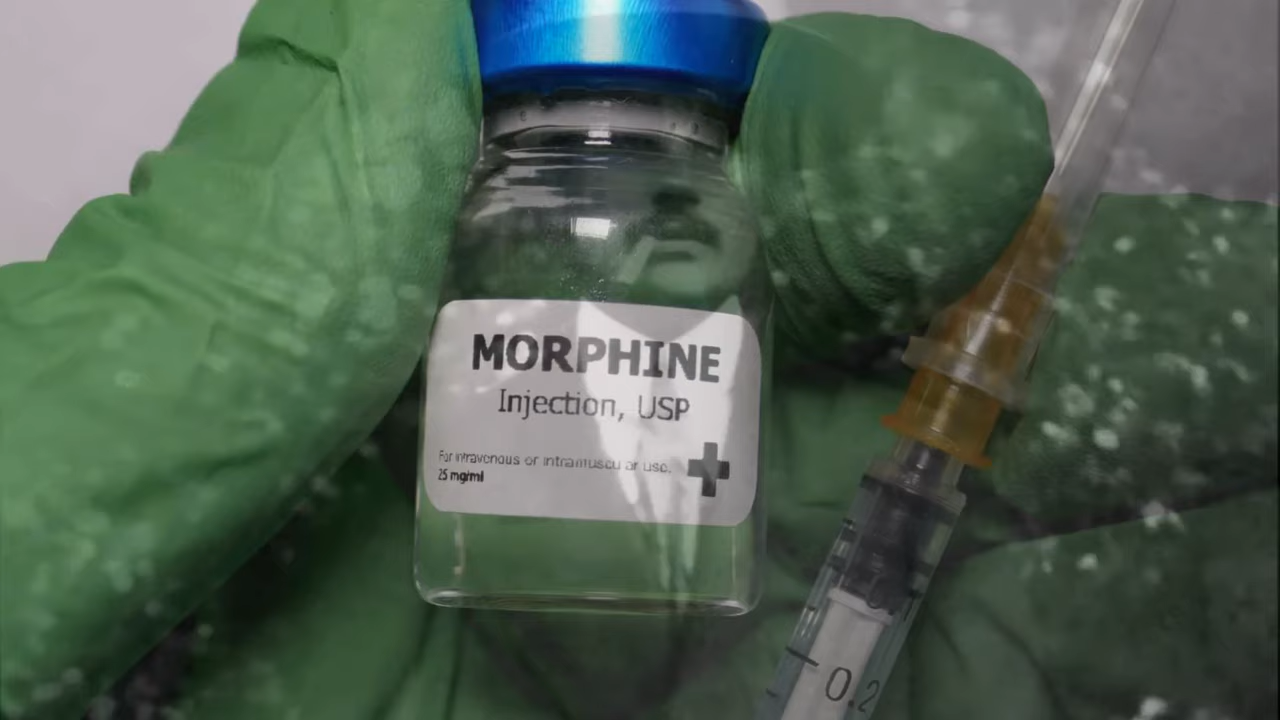 MORPHINE
Injection, USP
For intravenous or intramuscular use.
25 mg/ml
0.2